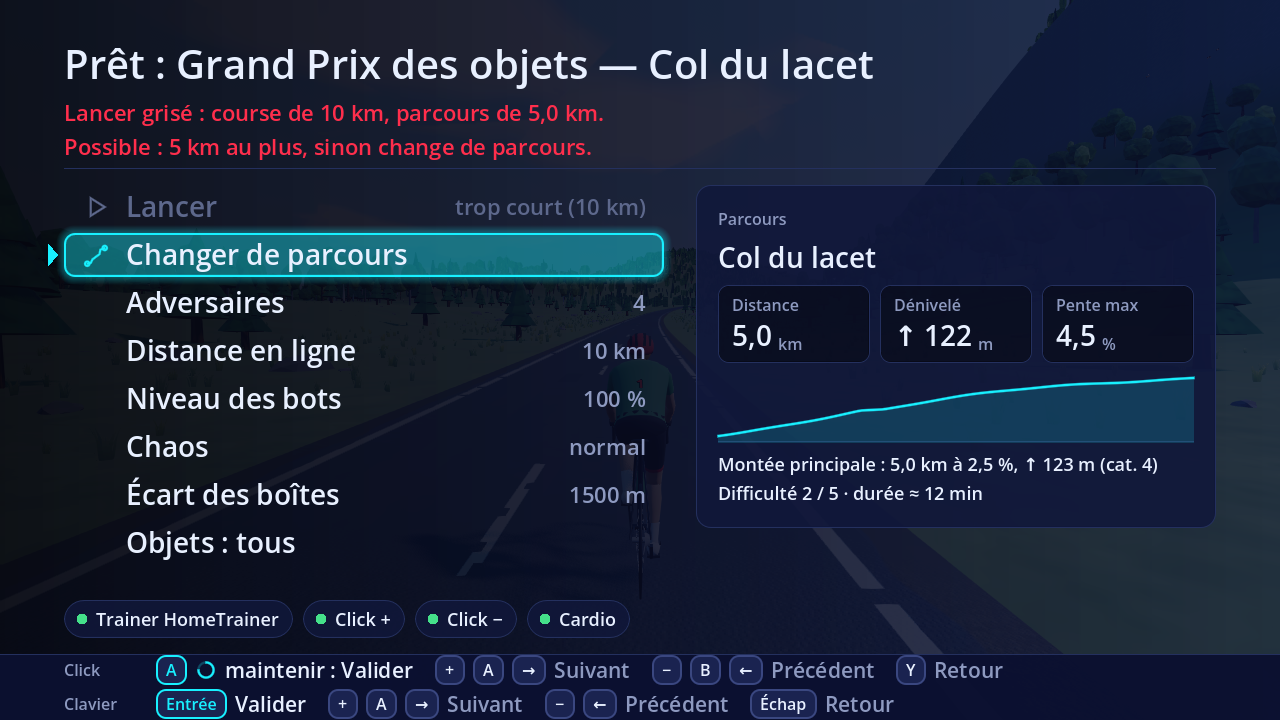 Prêt : Grand Prix des objets — Col du lacet
Lancer grisé : course de 10 km, parcours de 5,0 km.
Possible : 5 km au plus, sinon change de parcours.
Lancer trop court (10 km)
Changer de parcours
Adversaires 4
Distance en ligne 10 km
Niveau des bots 100 %
Chaos normal
Écart des boîtes 1500 m
Objets : tous
Parcours
Col du lacet
Distance Dénivelé Pente max
5,0 km ↑ 122 m 4,5 %
Montée principale : 5,0 km à 2,5 %, ↑ 123 m (cat. 4)
Difficulté 2 / 5 · durée ≈ 12 min
Trainer HomeTrainer Click + Click − Cardio
Click A maintenir : Valider + A → Suivant − B ← Précédent Y Retour
Clavier Entrée Valider + A → Suivant − ← Précédent Échap Retour